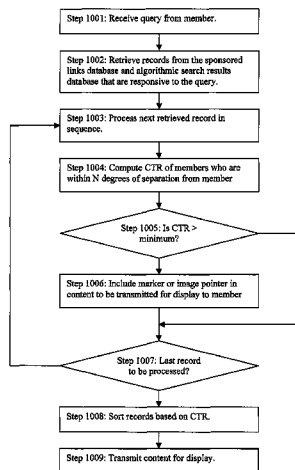 Step 1001: Receive query from member.
Step 1002: Retrieve records from the sponsored
links database and algorithmic search results
database that are responsive to the query.
Step 1003: Process next retrieved record in
sequence.
Step 1004: Compute CTR of members who are
within N degrees of separation from member
Step 1005: Is CTR >
minimum?
Step 1006: Include marker or image pointer in
content to be transmitted for display to member
Step 1007: Last record
to be processed?
Step 1008: Sort records based on CTR.
Step 1009: Transmit content for display.